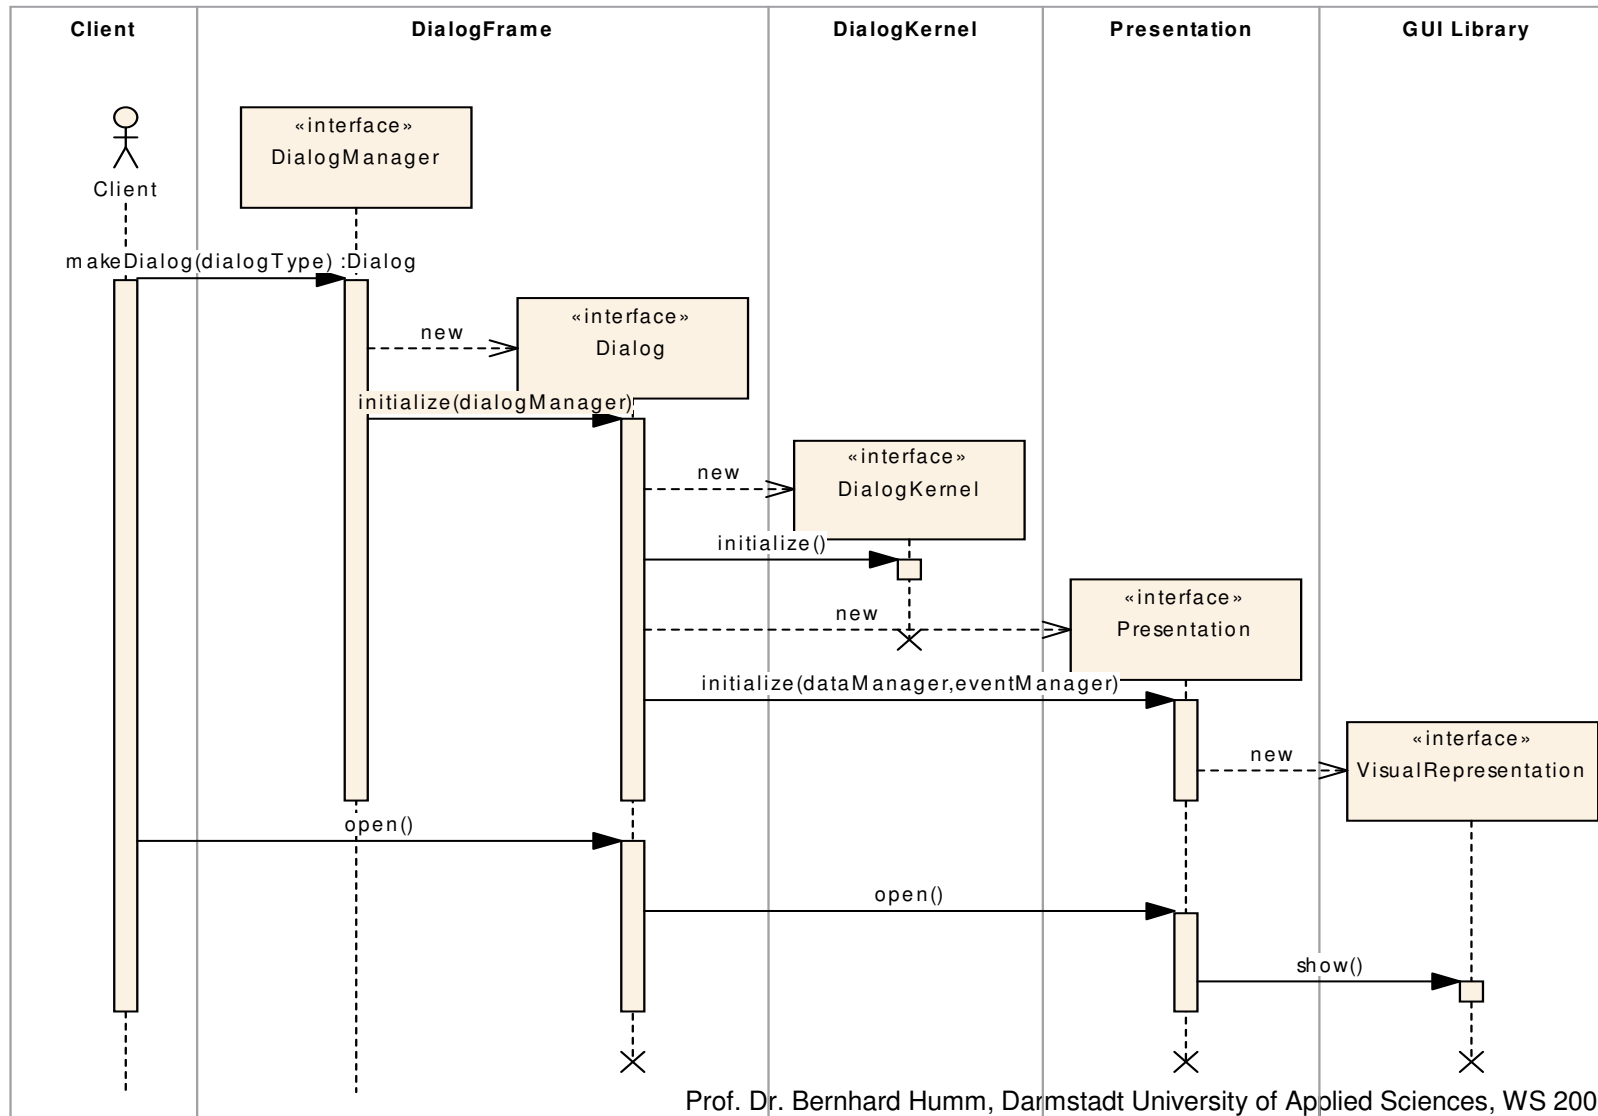 Client
DialogFrame
DialogKernel
Presentation
GUI Library
Client
«interface»
DialogManager
makeDialog(dialogType) :Dialog
new
«interface»
Dialog
initialize(dialogManager)
new
«interface»
DialogKernel
initialize()
new
«interface»
Presentation
initialize(dataManager,eventManager)
new
«interface»
VisualRepresentation
open()
open()
show()
Prof. Dr. Bernhard Humm, Darmstadt University of Applied Sciences, WS 200